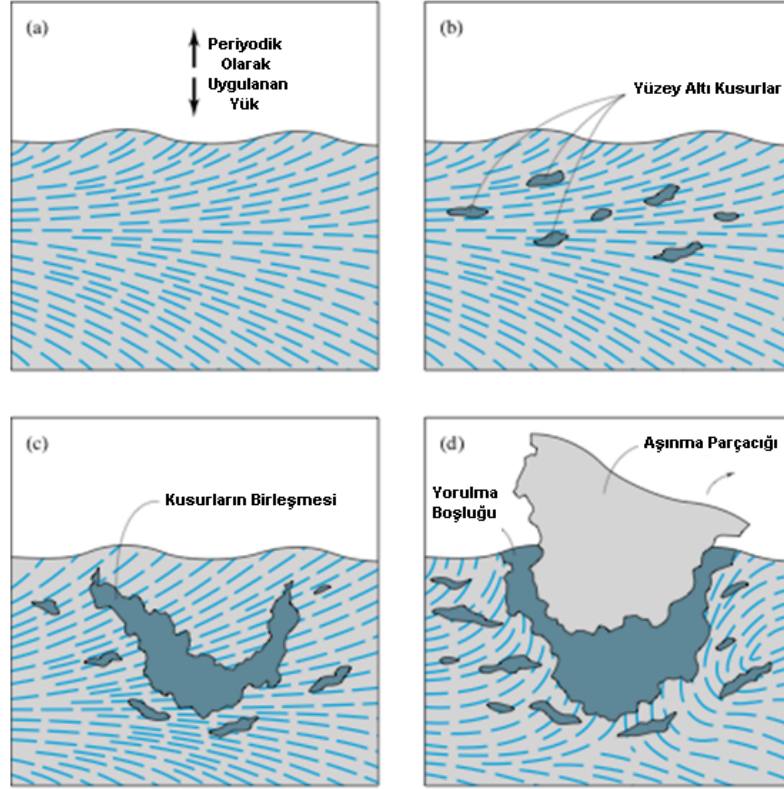 (a)
Periyodik
Olarak
Uygulanan
Yük
(b)
Yüzey Altı Kusurlar
(c)
Kusurların Birleşmesi
(d)
Aşınma Parçacığı
Yorulma
Boşluğu